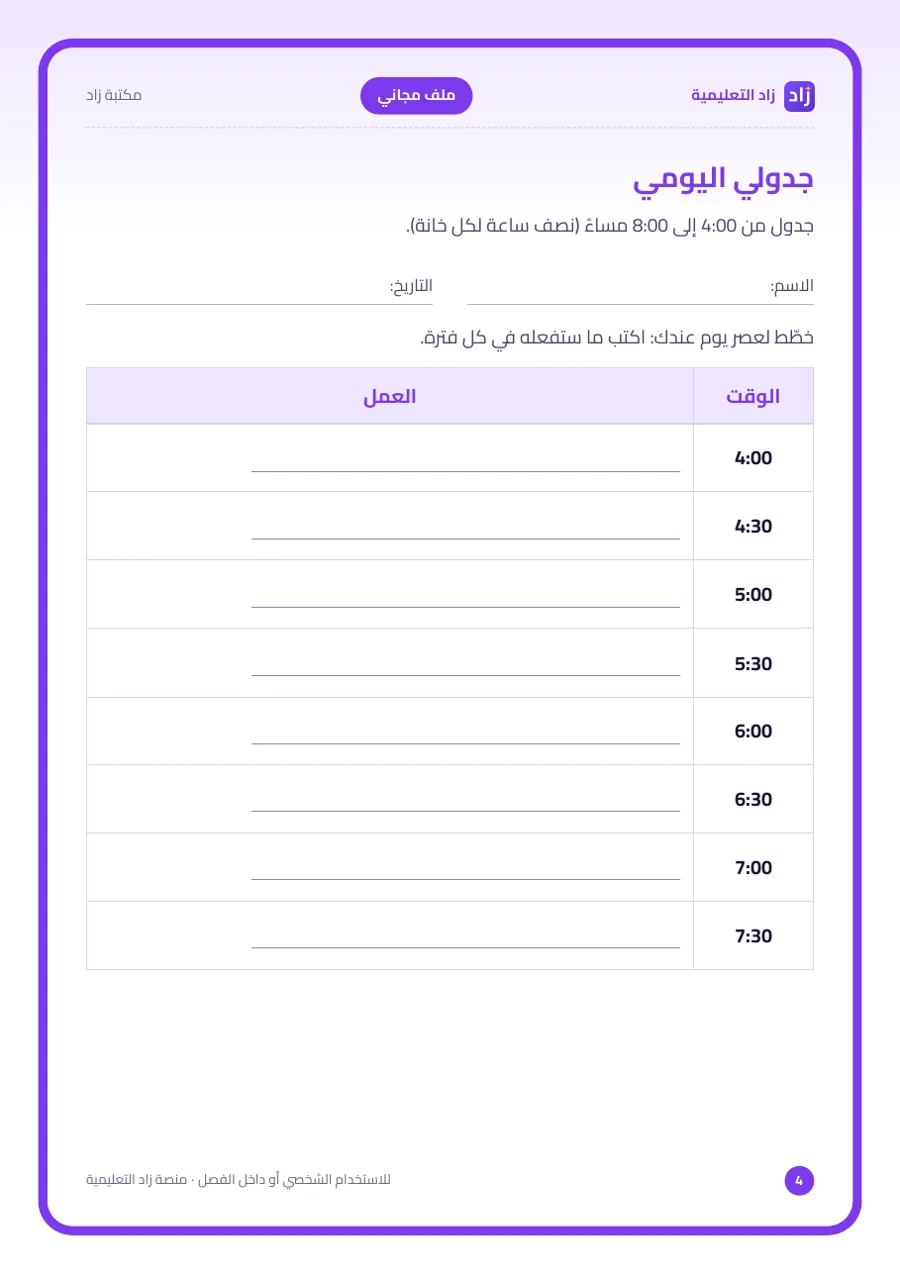 زاد زاد التعليمية
ملف مجاني
مكتبة زاد
جدولي اليومي
جدول من 4:00 إلى 8:00 مساءً (نصف ساعة لكل خانة).
الاسم:
التاريخ:
خطّط لعصر يوم عندك: اكتب ما ستفعله في كل فترة.
الوقت
العمل
4:00
4:30
5:00
5:30
6:00
6:30
7:00
7:30
4
للاستخدام الشخصي أو داخل الفصل · منصة زاد التعليمية